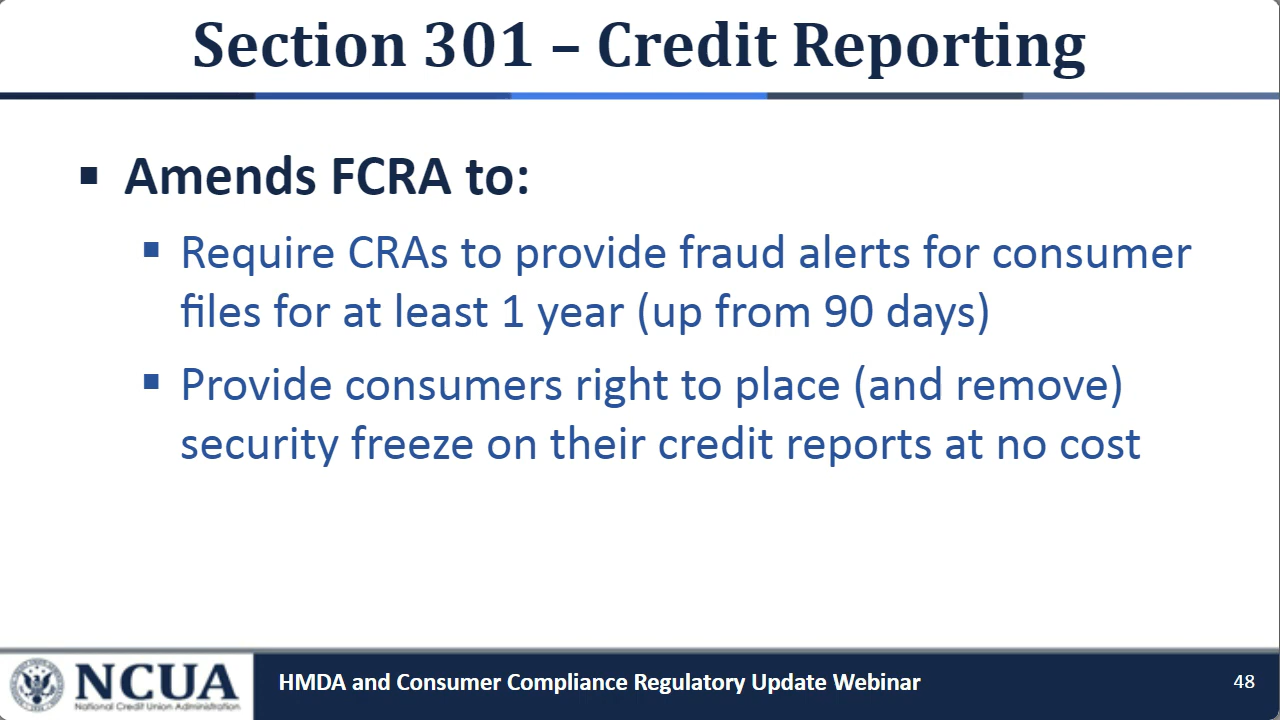 Section 301 – Credit Reporting
▪ Amends FCRA to:
▪ Require CRAs to provide fraud alerts for consumer
files for at least 1 year (up from 90 days)
▪ Provide consumers right to place (and remove)
security freeze on their credit reports at no cost
NCUA
National Credit Union Administration
HMDA and Consumer Compliance Regulatory Update Webinar
48